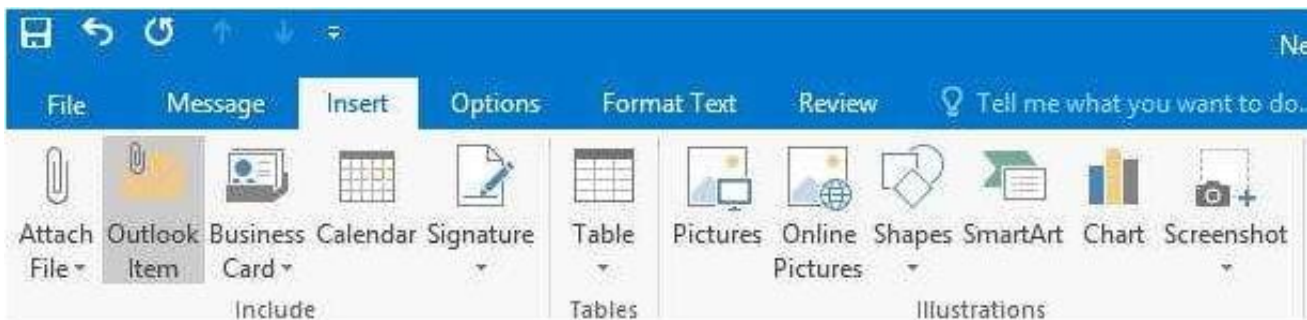 Ne
File Message Insert Options Format Text Review Tell me what you want to do.
Attach Outlook Business Calendar Signature Table Pictures Online Shapes SmartArt Chart Screenshot
File Item Card Pictures
Include Tables Illustrations